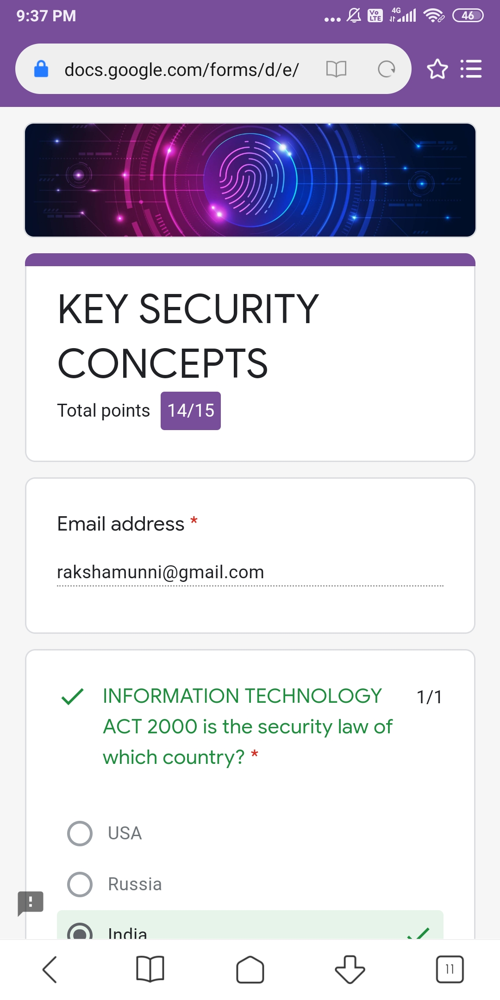 9:37 PM
Vo LTE
4G
46
docs.google.com/forms/d/e/
KEY SECURITY
CONCEPTS
Total points 14/15
Email address *
rakshamunni@gmail.com
INFORMATION TECHNOLOGY 1/1
ACT 2000 is the security law of
which country? *
USA
Russia
India
11